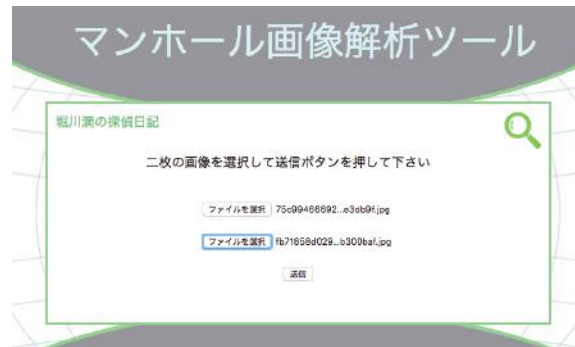 マンホール画像解析ツール
堀川満の探偵日記
二枚の画像を選択して送信ボタンを押して下さい
ファイルを選択 75c99466692...e3db9f.jpg
ファイルを選択 fb71858d029...b300baf.jpg
送信